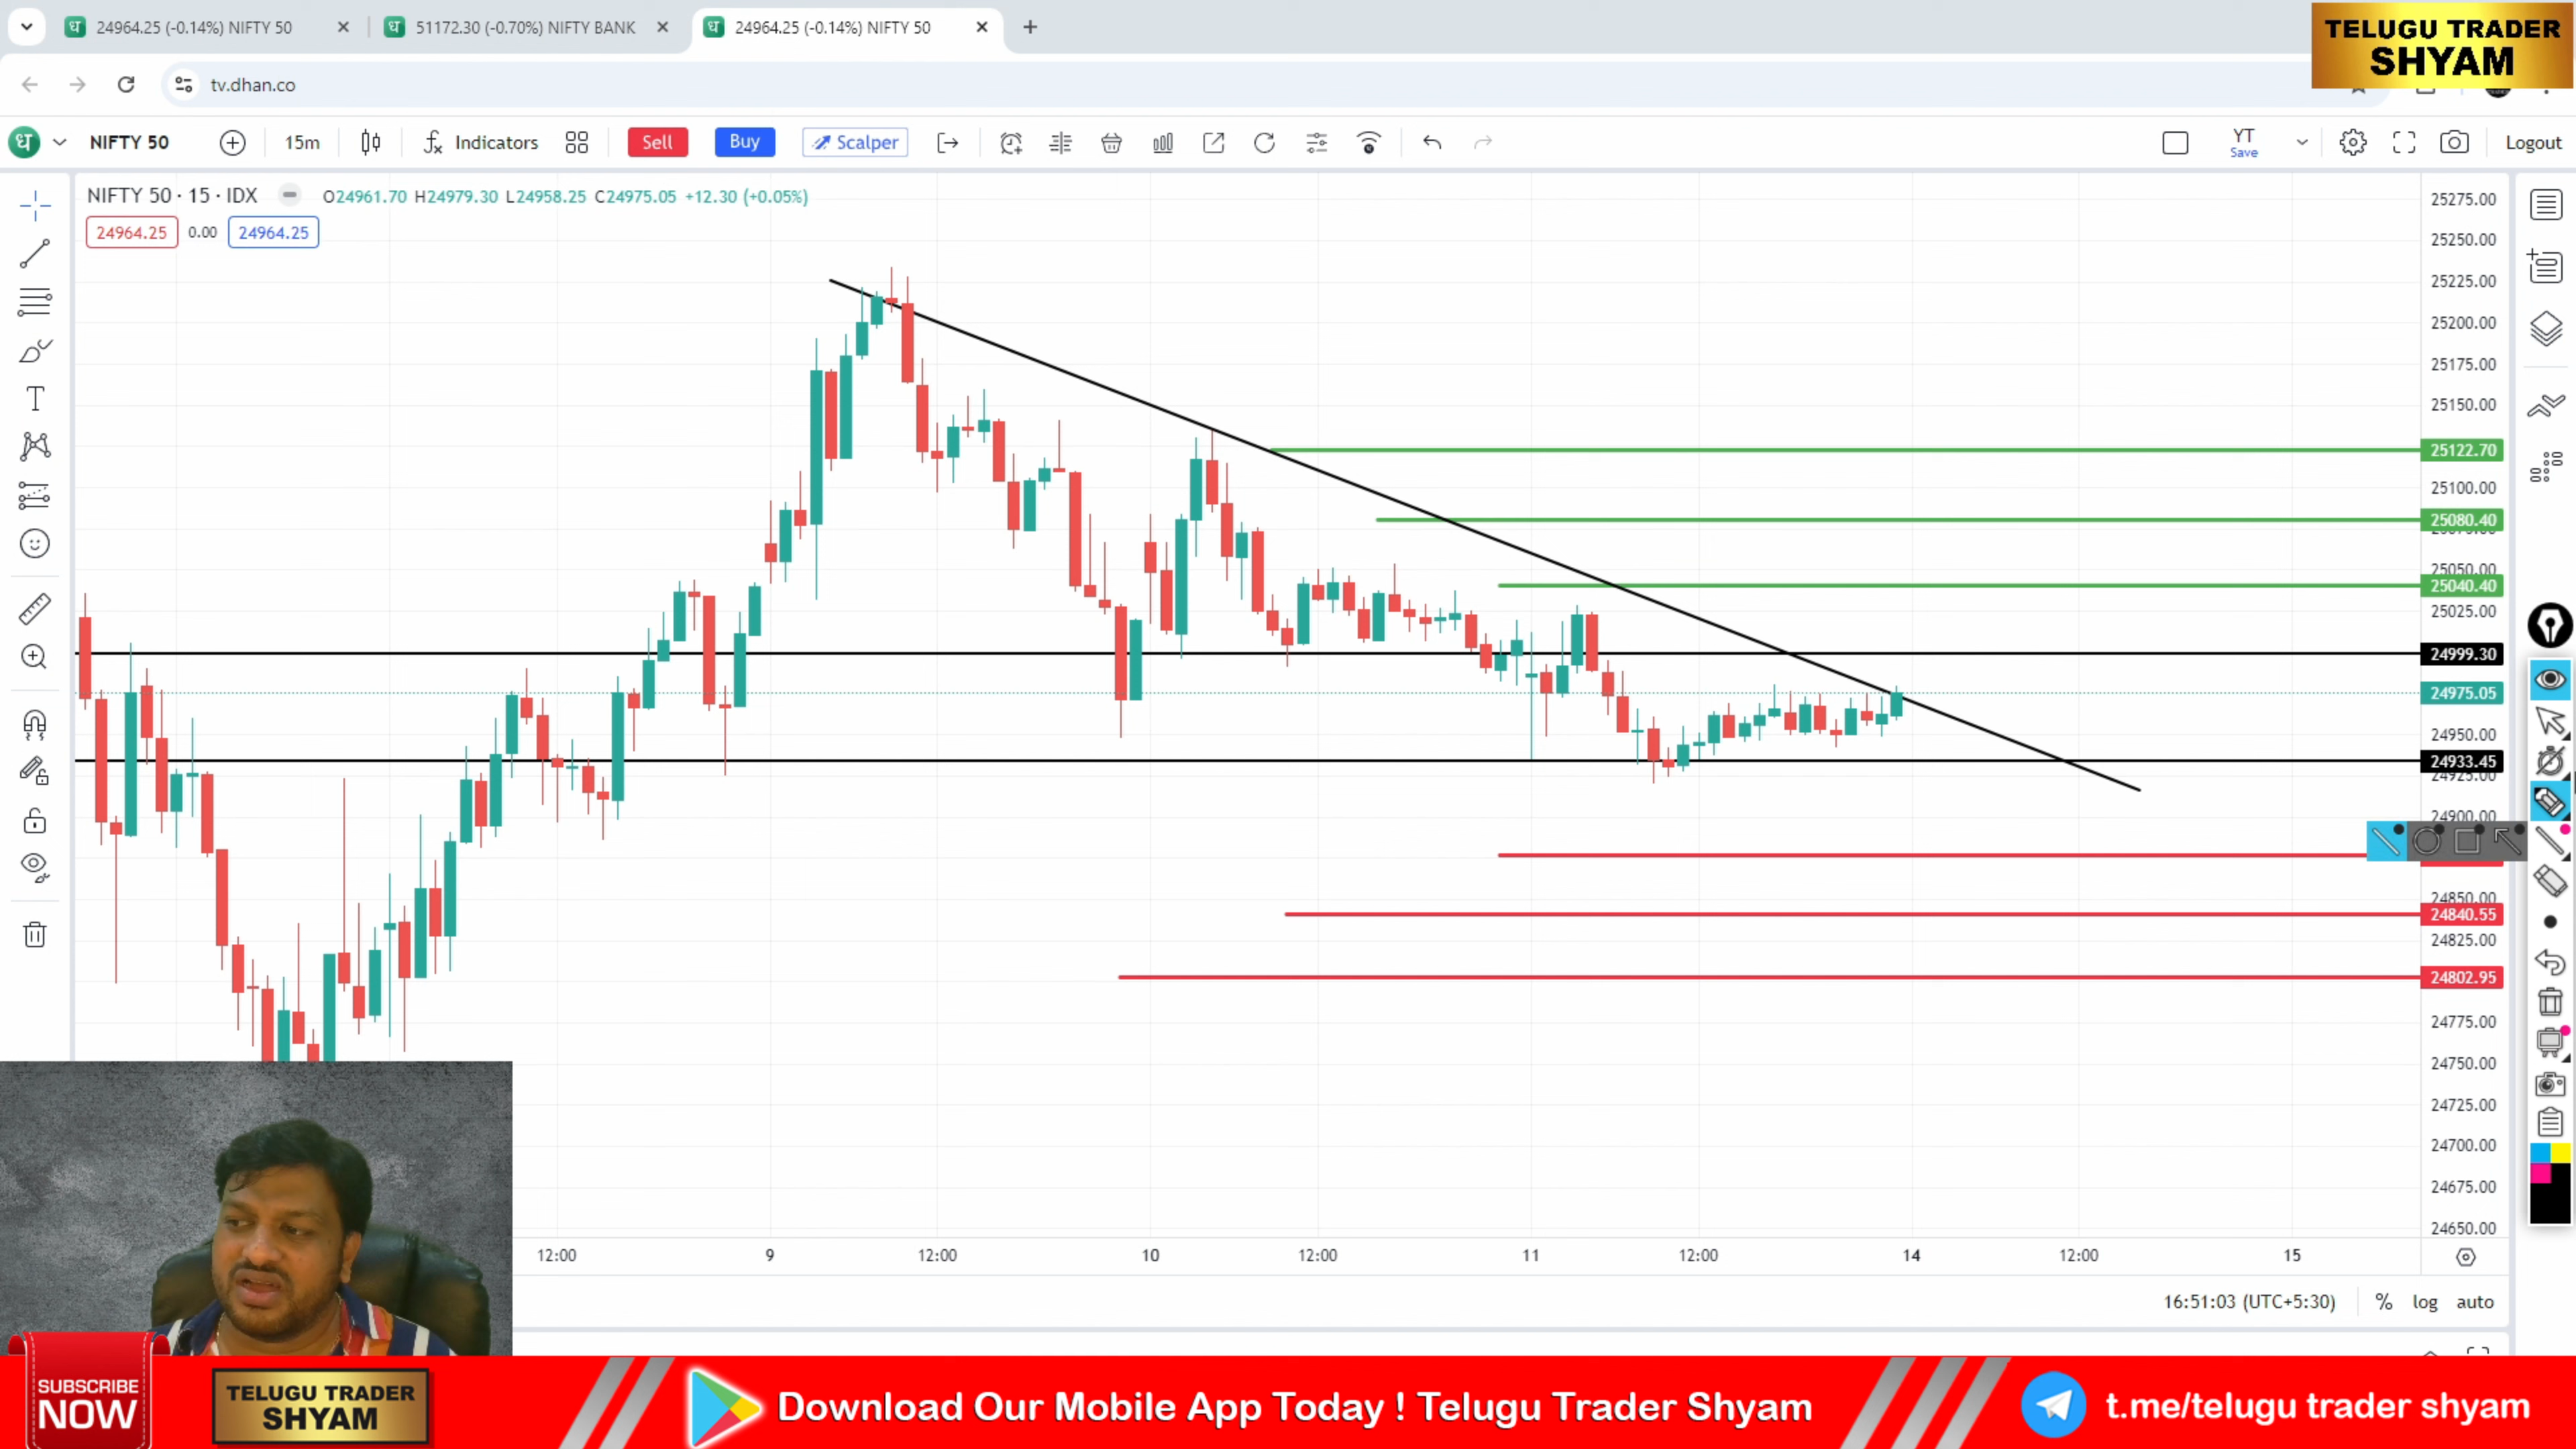 24964.25 (-0.14%) NIFTY 50
51172.30 (-0.70%) NIFTY BANK
24964.25 (-0.14%) NIFTY 50
TELUGU TRADER
SHYAM
tv.dhan.co
NIFTY 50
15m
Indicators
Sell
Buy
Scalper
YT
Save
Logout
NIFTY 50 · 15 · IDX
O24961.70 H24979.30 L24958.25 C24975.05 +12.30 (+0.05%)
24964.25
0.00
24964.25
25275.00
25250.00
25225.00
25200.00
25175.00
25150.00
25122.70
25100.00
25080.40
25050.00
25040.40
25025.00
24999.30
24975.05
24950.00
24933.45
24925.00
24900.00
24850.00
24840.55
24825.00
24802.95
24775.00
24750.00
24725.00
24700.00
24675.00
24650.00
12:00
9
12:00
10
12:00
11
12:00
14
12:00
15
16:51:03 (UTC+5:30)
%
log
auto
SUBSCRIBE
NOW
TELUGU TRADER
SHYAM
Download Our Mobile App Today ! Telugu Trader Shyam
t.me/telugu trader shyam